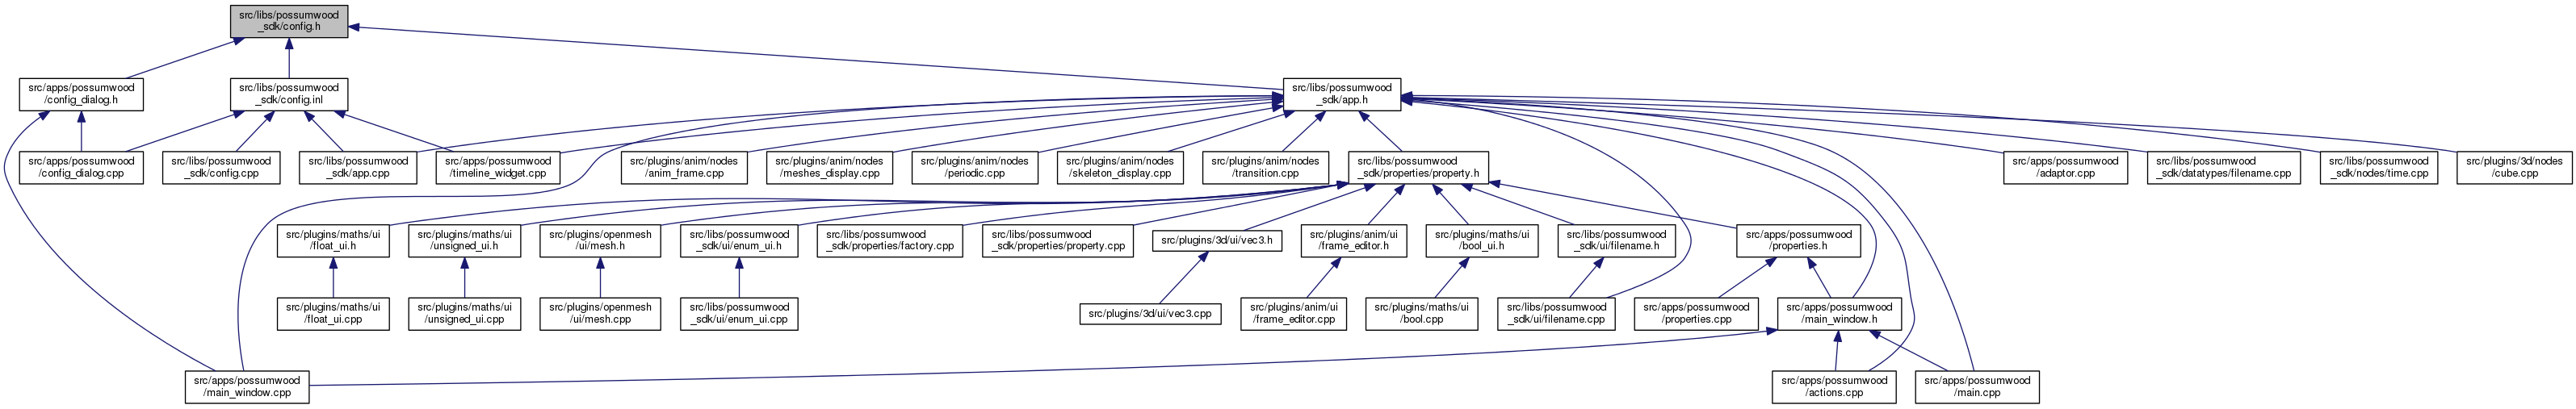 src/libs/possumwood
_sdk/config.h
src/apps/possumwood
/config_dialog.h
src/libs/possumwood
_sdk/config.inl
src/libs/possumwood
_sdk/app.h
src/apps/possumwood
/config_dialog.cpp
src/libs/possumwood
_sdk/config.cpp
src/libs/possumwood
_sdk/app.cpp
src/apps/possumwood
/timeline_widget.cpp
src/plugins/anim/nodes
/anim_frame.cpp
src/plugins/anim/nodes
/meshes_display.cpp
src/plugins/anim/nodes
/periodic.cpp
src/plugins/anim/nodes
/skeleton_display.cpp
src/plugins/anim/nodes
/transition.cpp
src/libs/possumwood
_sdk/properties/property.h
src/apps/possumwood
/adaptor.cpp
src/libs/possumwood
_sdk/datatypes/filename.cpp
src/libs/possumwood
_sdk/nodes/time.cpp
src/plugins/3d/nodes
/cube.cpp
src/plugins/maths/ui
/float_ui.h
src/plugins/maths/ui
/unsigned_ui.h
src/plugins/openmesh
/ui/mesh.h
src/libs/possumwood
_sdk/ui/enum_ui.h
src/libs/possumwood
_sdk/properties/factory.cpp
src/libs/possumwood
_sdk/properties/property.cpp
src/plugins/3d/ui/vec3.h
src/plugins/anim/ui
/frame_editor.h
src/plugins/maths/ui
/bool_ui.h
src/libs/possumwood
_sdk/ui/filename.h
src/apps/possumwood
/properties.h
src/plugins/maths/ui
/float_ui.cpp
src/plugins/maths/ui
/unsigned_ui.cpp
src/plugins/openmesh
/ui/mesh.cpp
src/libs/possumwood
_sdk/ui/enum_ui.cpp
src/plugins/3d/ui/vec3.cpp
src/plugins/anim/ui
/frame_editor.cpp
src/plugins/maths/ui
/bool.cpp
src/libs/possumwood
_sdk/ui/filename.cpp
src/apps/possumwood
/properties.cpp
src/apps/possumwood
/main_window.h
src/apps/possumwood
/main_window.cpp
src/apps/possumwood
/actions.cpp
src/apps/possumwood
/main.cpp